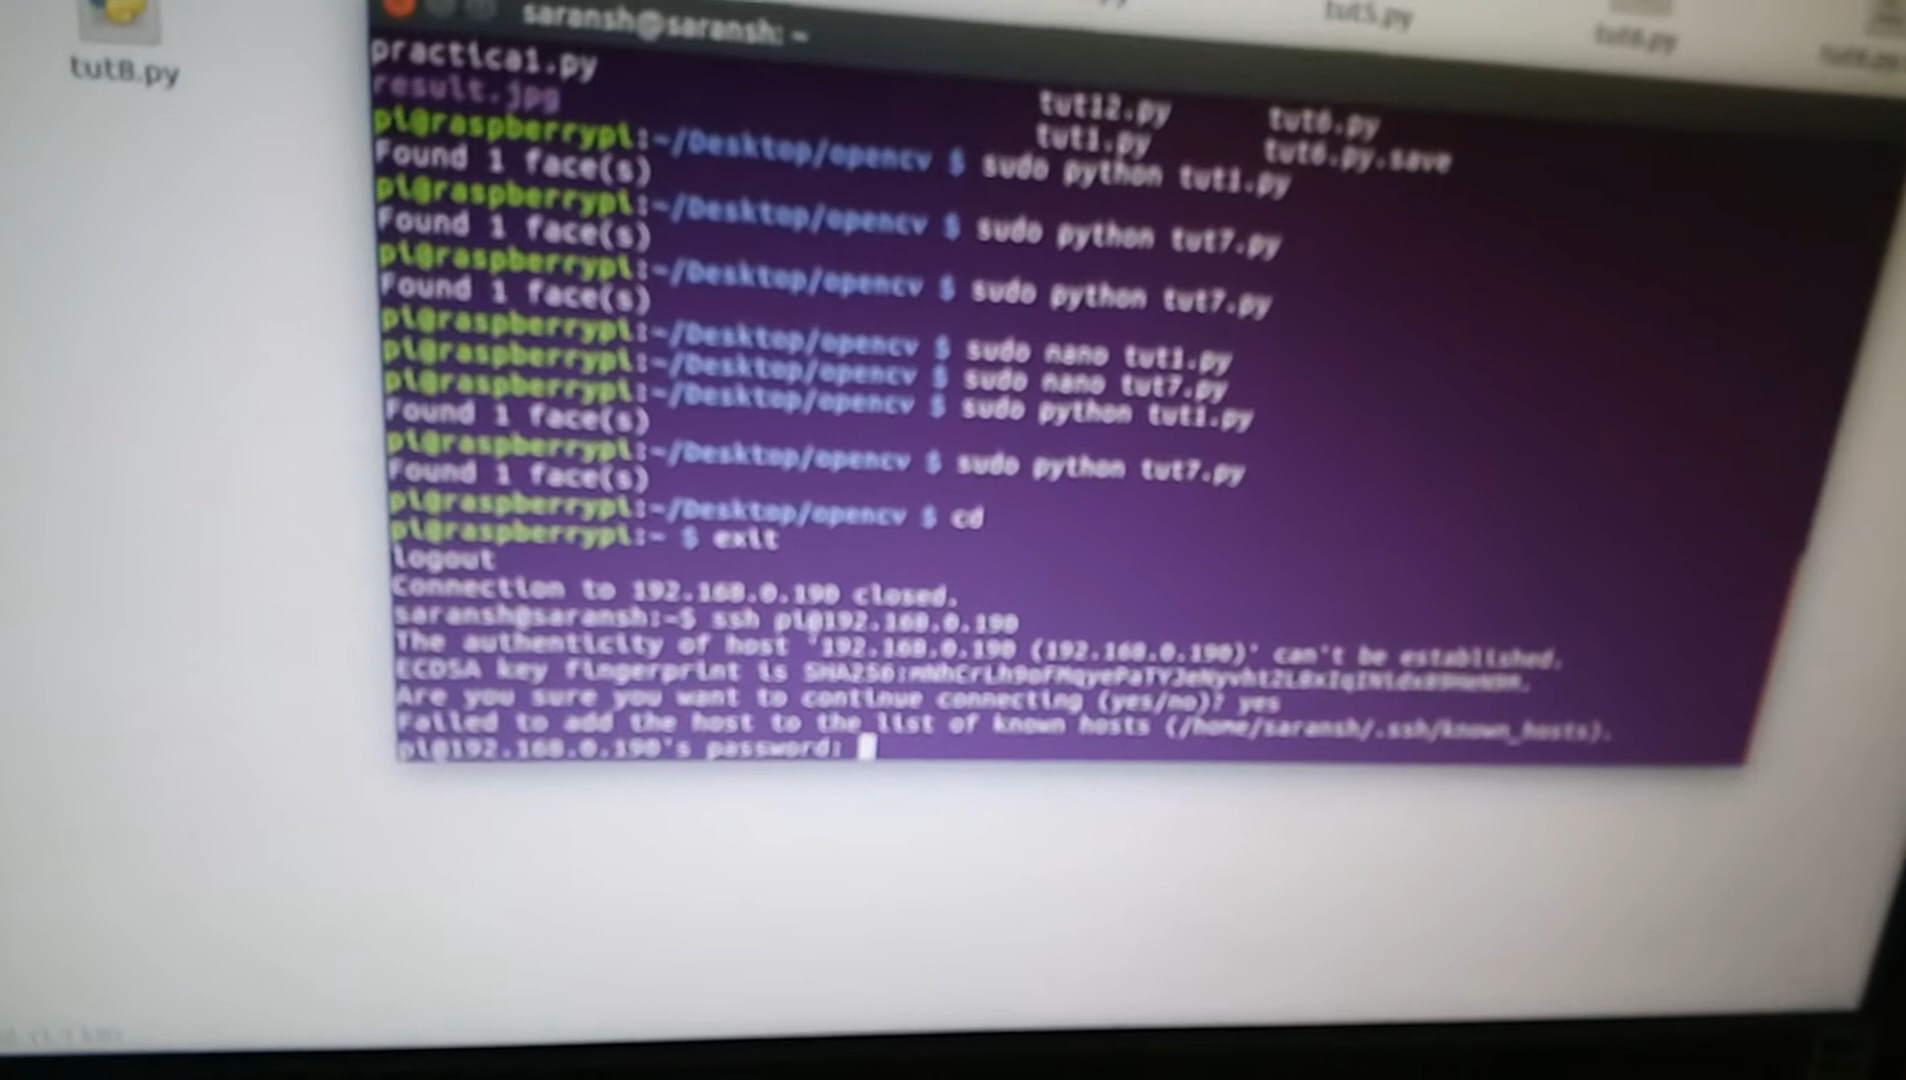 tut8.py
tut5.py
saransh@saransh: ~
practica1.py
result.jpg
tut12.py tut6.py
tut1.py tut6.py.save
pi@raspberrypi:~/Desktop/opencv $ sudo python tut1.py
Found 1 face(s)
pi@raspberrypi:~/Desktop/opencv $ sudo python tut7.py
Found 1 face(s)
pi@raspberrypi:~/Desktop/opencv $ sudo python tut7.py
Found 1 face(s)
pi@raspberrypi:~/Desktop/opencv $ sudo nano tut1.py
pi@raspberrypi:~/Desktop/opencv $ sudo nano tut7.py
pi@raspberrypi:~/Desktop/opencv $ sudo python tut1.py
Found 1 face(s)
pi@raspberrypi:~/Desktop/opencv $ sudo python tut7.py
Found 1 face(s)
pi@raspberrypi:~/Desktop/opencv $ cd
pi@raspberrypi:~ $ exit
logout
Connection to 192.168.0.190 closed.
saransh@saransh:~$ ssh pi@192.168.0.190
The authenticity of host '192.168.0.190 (192.168.0.190)' can't be established.
ECDSA key fingerprint is
Are you sure you want to continue connecting (yes/no)? yes
Failed to add the host to the list of known hosts (/home/saransh/.ssh/known_hosts).
pi@192.168.0.190's password: